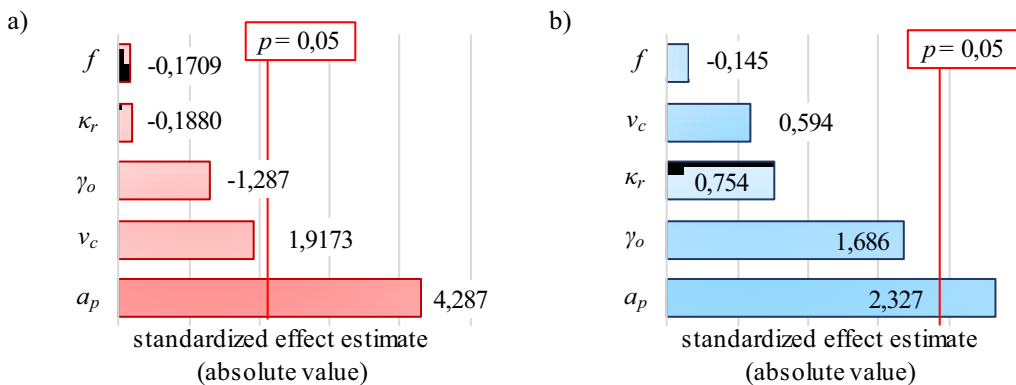 a)
p = 0,05
f
-0,1709
κr
-0,1880
γo
-1,287
vc
1,9173
ap
4,287
standardized effect estimate
(absolute value)
b)
p = 0,05
f
-0,145
vc
0,594
κr
0,754
γo
1,686
ap
2,327
standardized effect estimate
(absolute value)